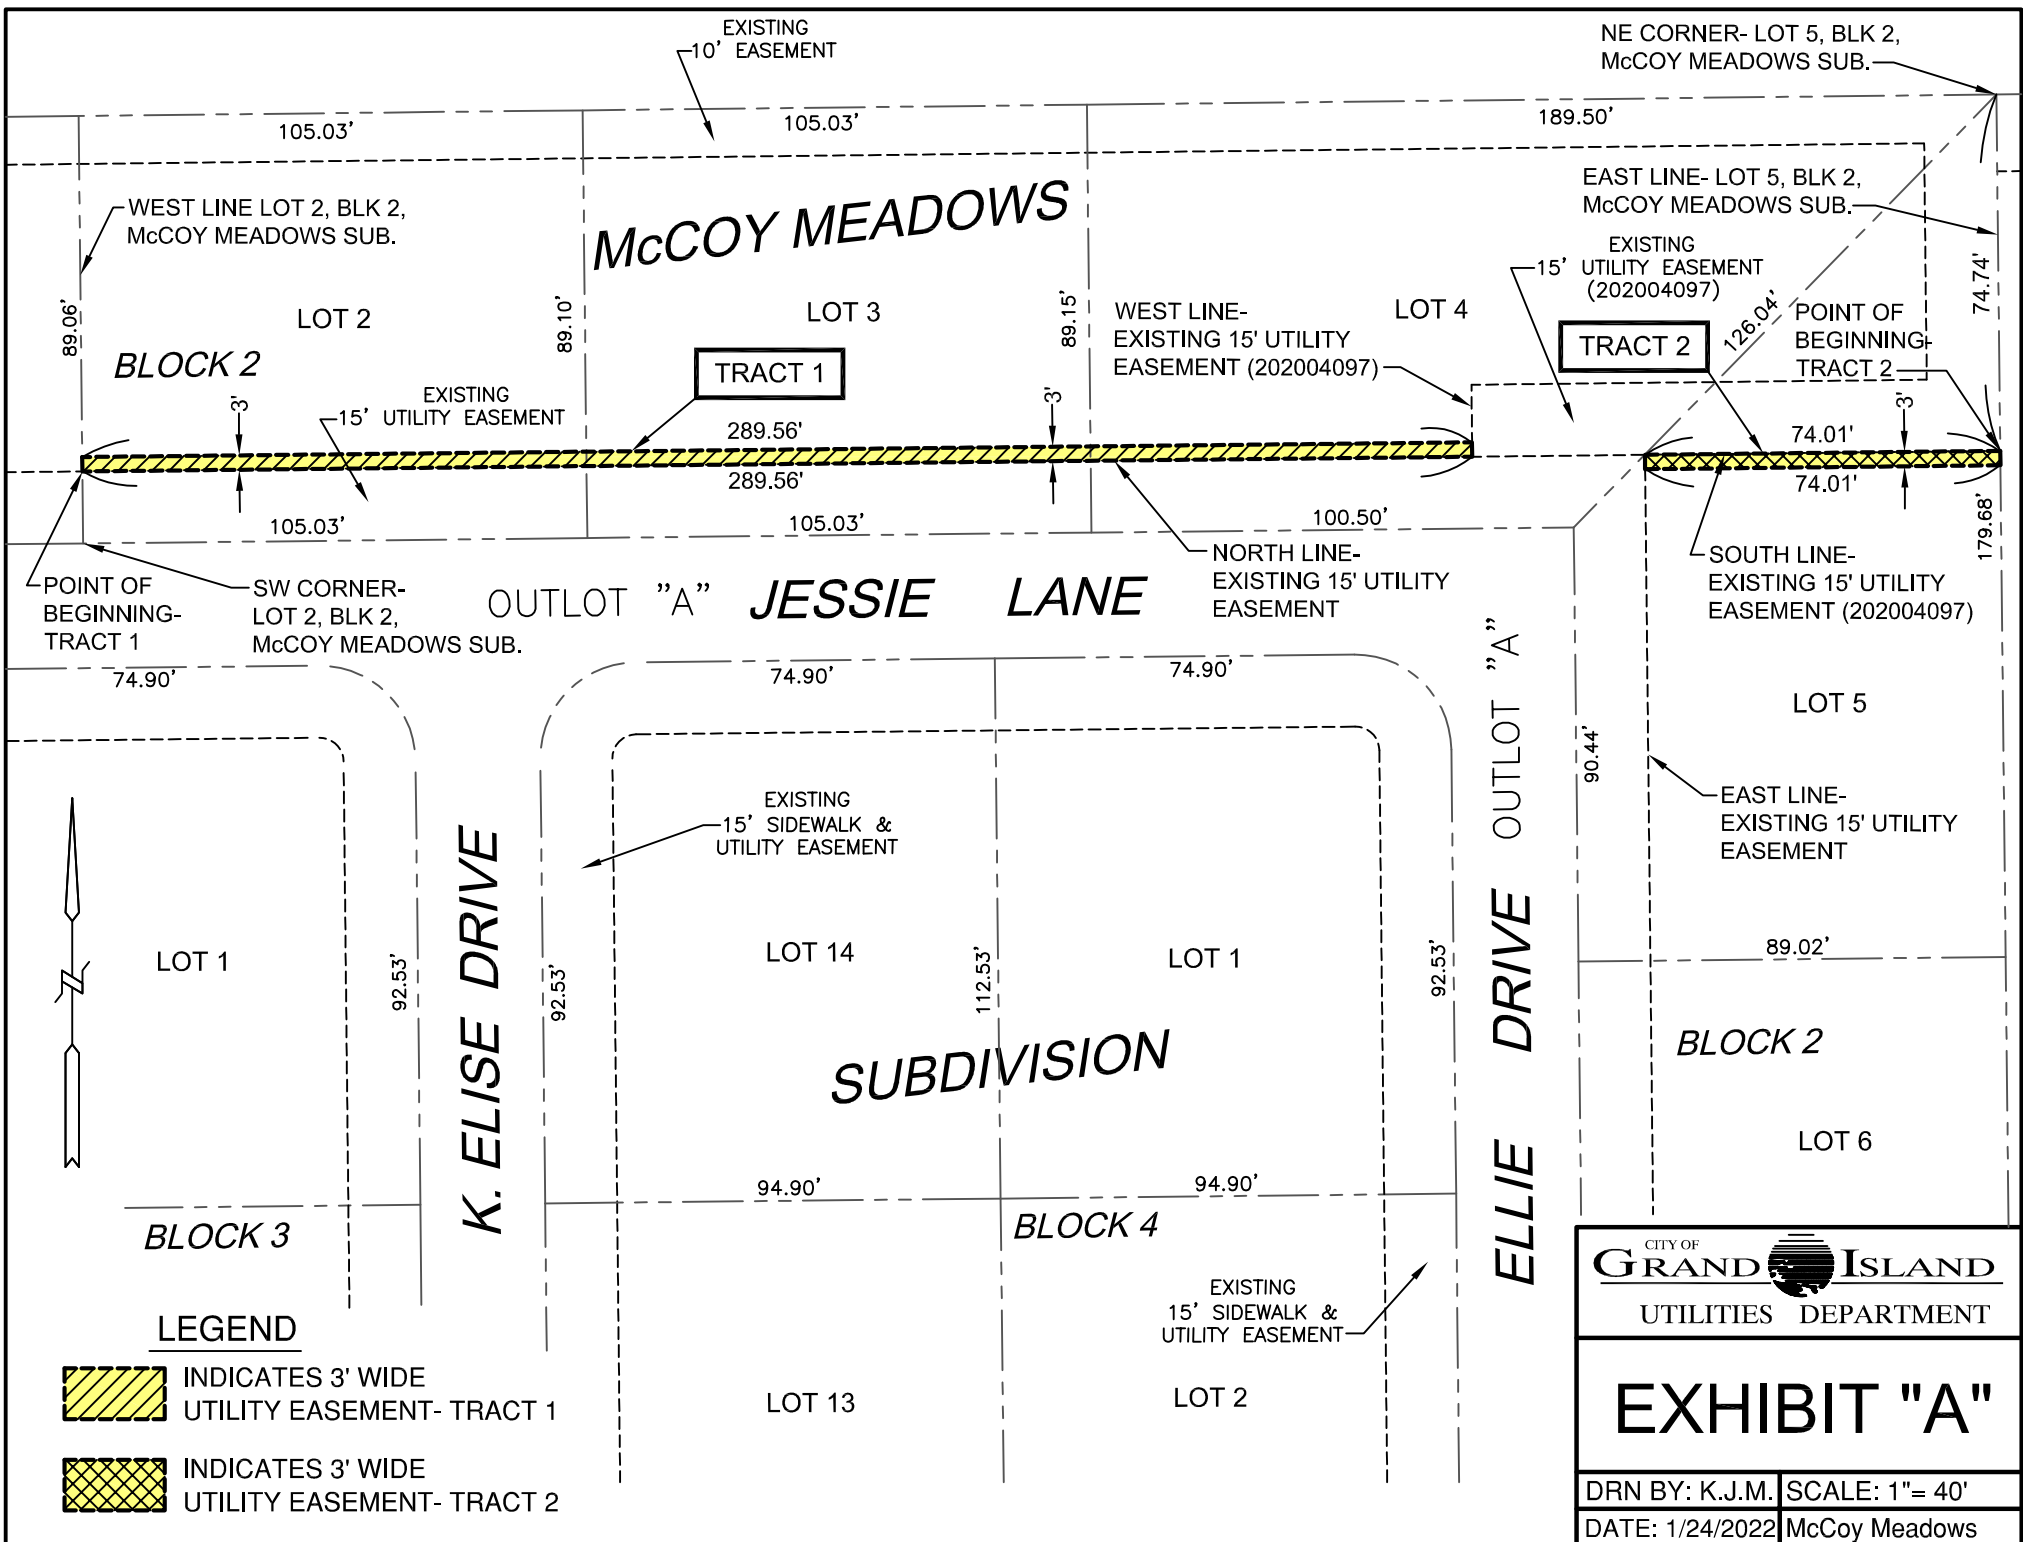 EXISTING
10' EASEMENT
NE CORNER- LOT 5, BLK 2,
McCOY MEADOWS SUB.
105.03'
105.03'
189.50'
WEST LINE LOT 2, BLK 2,
McCOY MEADOWS SUB.
McCOY MEADOWS
EAST LINE- LOT 5, BLK 2,
McCOY MEADOWS SUB.
EXISTING
15' UTILITY EASEMENT
(202004097)
89.06'
LOT 2
89.10'
LOT 3
89.15'
WEST LINE-
EXISTING 15' UTILITY
EASEMENT (202004097)
LOT 4
126.04'
74.74'
POINT OF
BEGINNING-
TRACT 2
BLOCK 2
TRACT 1
TRACT 2
EXISTING
15' UTILITY EASEMENT
3'
3'
3'
289.56'
289.56'
74.01'
74.01'
105.03'
105.03'
100.50'
179.68'
POINT OF
BEGINNING-
TRACT 1
SW CORNER-
LOT 2, BLK 2,
McCOY MEADOWS SUB.
OUTLOT "A"
JESSIE LANE
NORTH LINE-
EXISTING 15' UTILITY
EASEMENT
SOUTH LINE-
EXISTING 15' UTILITY
EASEMENT (202004097)
74.90'
74.90'
74.90'
OUTLOT "A"
LOT 5
90.44'
EXISTING
15' SIDEWALK &
UTILITY EASEMENT
EAST LINE-
EXISTING 15' UTILITY
EASEMENT
K. ELISE DRIVE
ELLIE DRIVE
LOT 1
92.53'
92.53'
LOT 14
112.53'
LOT 1
92.53'
89.02'
SUBDIVISION
BLOCK 2
LOT 6
94.90'
94.90'
BLOCK 3
BLOCK 4
EXISTING
15' SIDEWALK &
UTILITY EASEMENT
LOT 13
LOT 2
LEGEND
INDICATES 3' WIDE
UTILITY EASEMENT- TRACT 1
INDICATES 3' WIDE
UTILITY EASEMENT- TRACT 2
CITY OF
GRAND ISLAND
UTILITIES DEPARTMENT
EXHIBIT "A"
DRN BY: K.J.M.
SCALE: 1"= 40'
DATE: 1/24/2022
McCoy Meadows
N